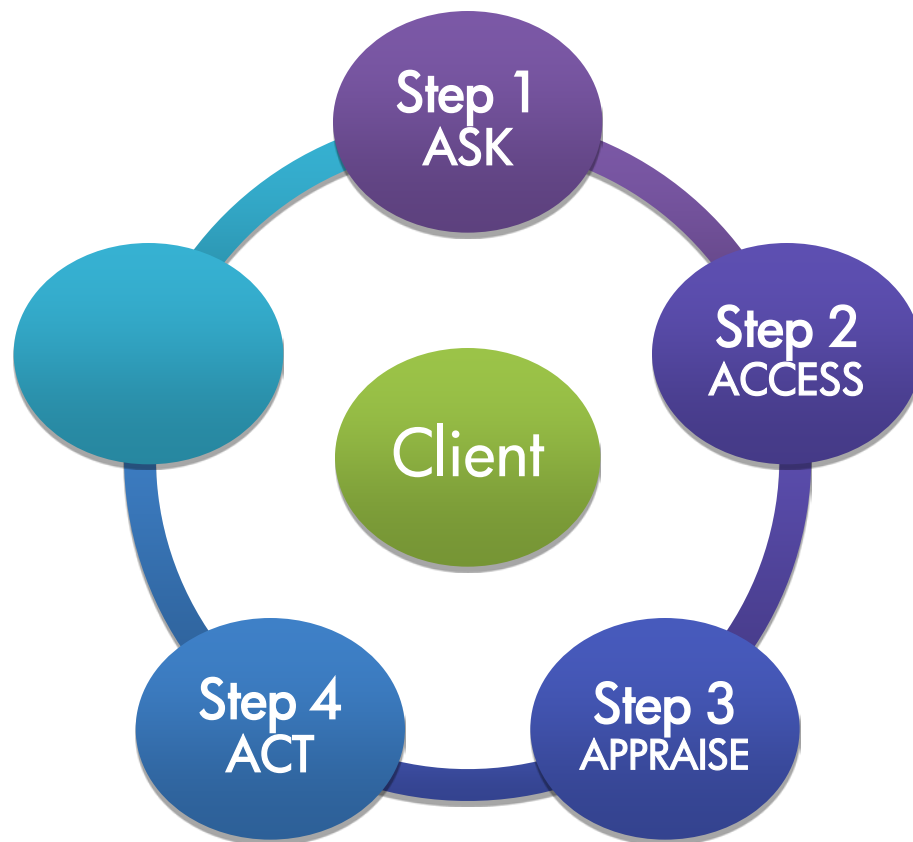 Step 1
ASK
Step 2
ACCESS
Step 3
APPRAISE
Step 4
ACT
Client